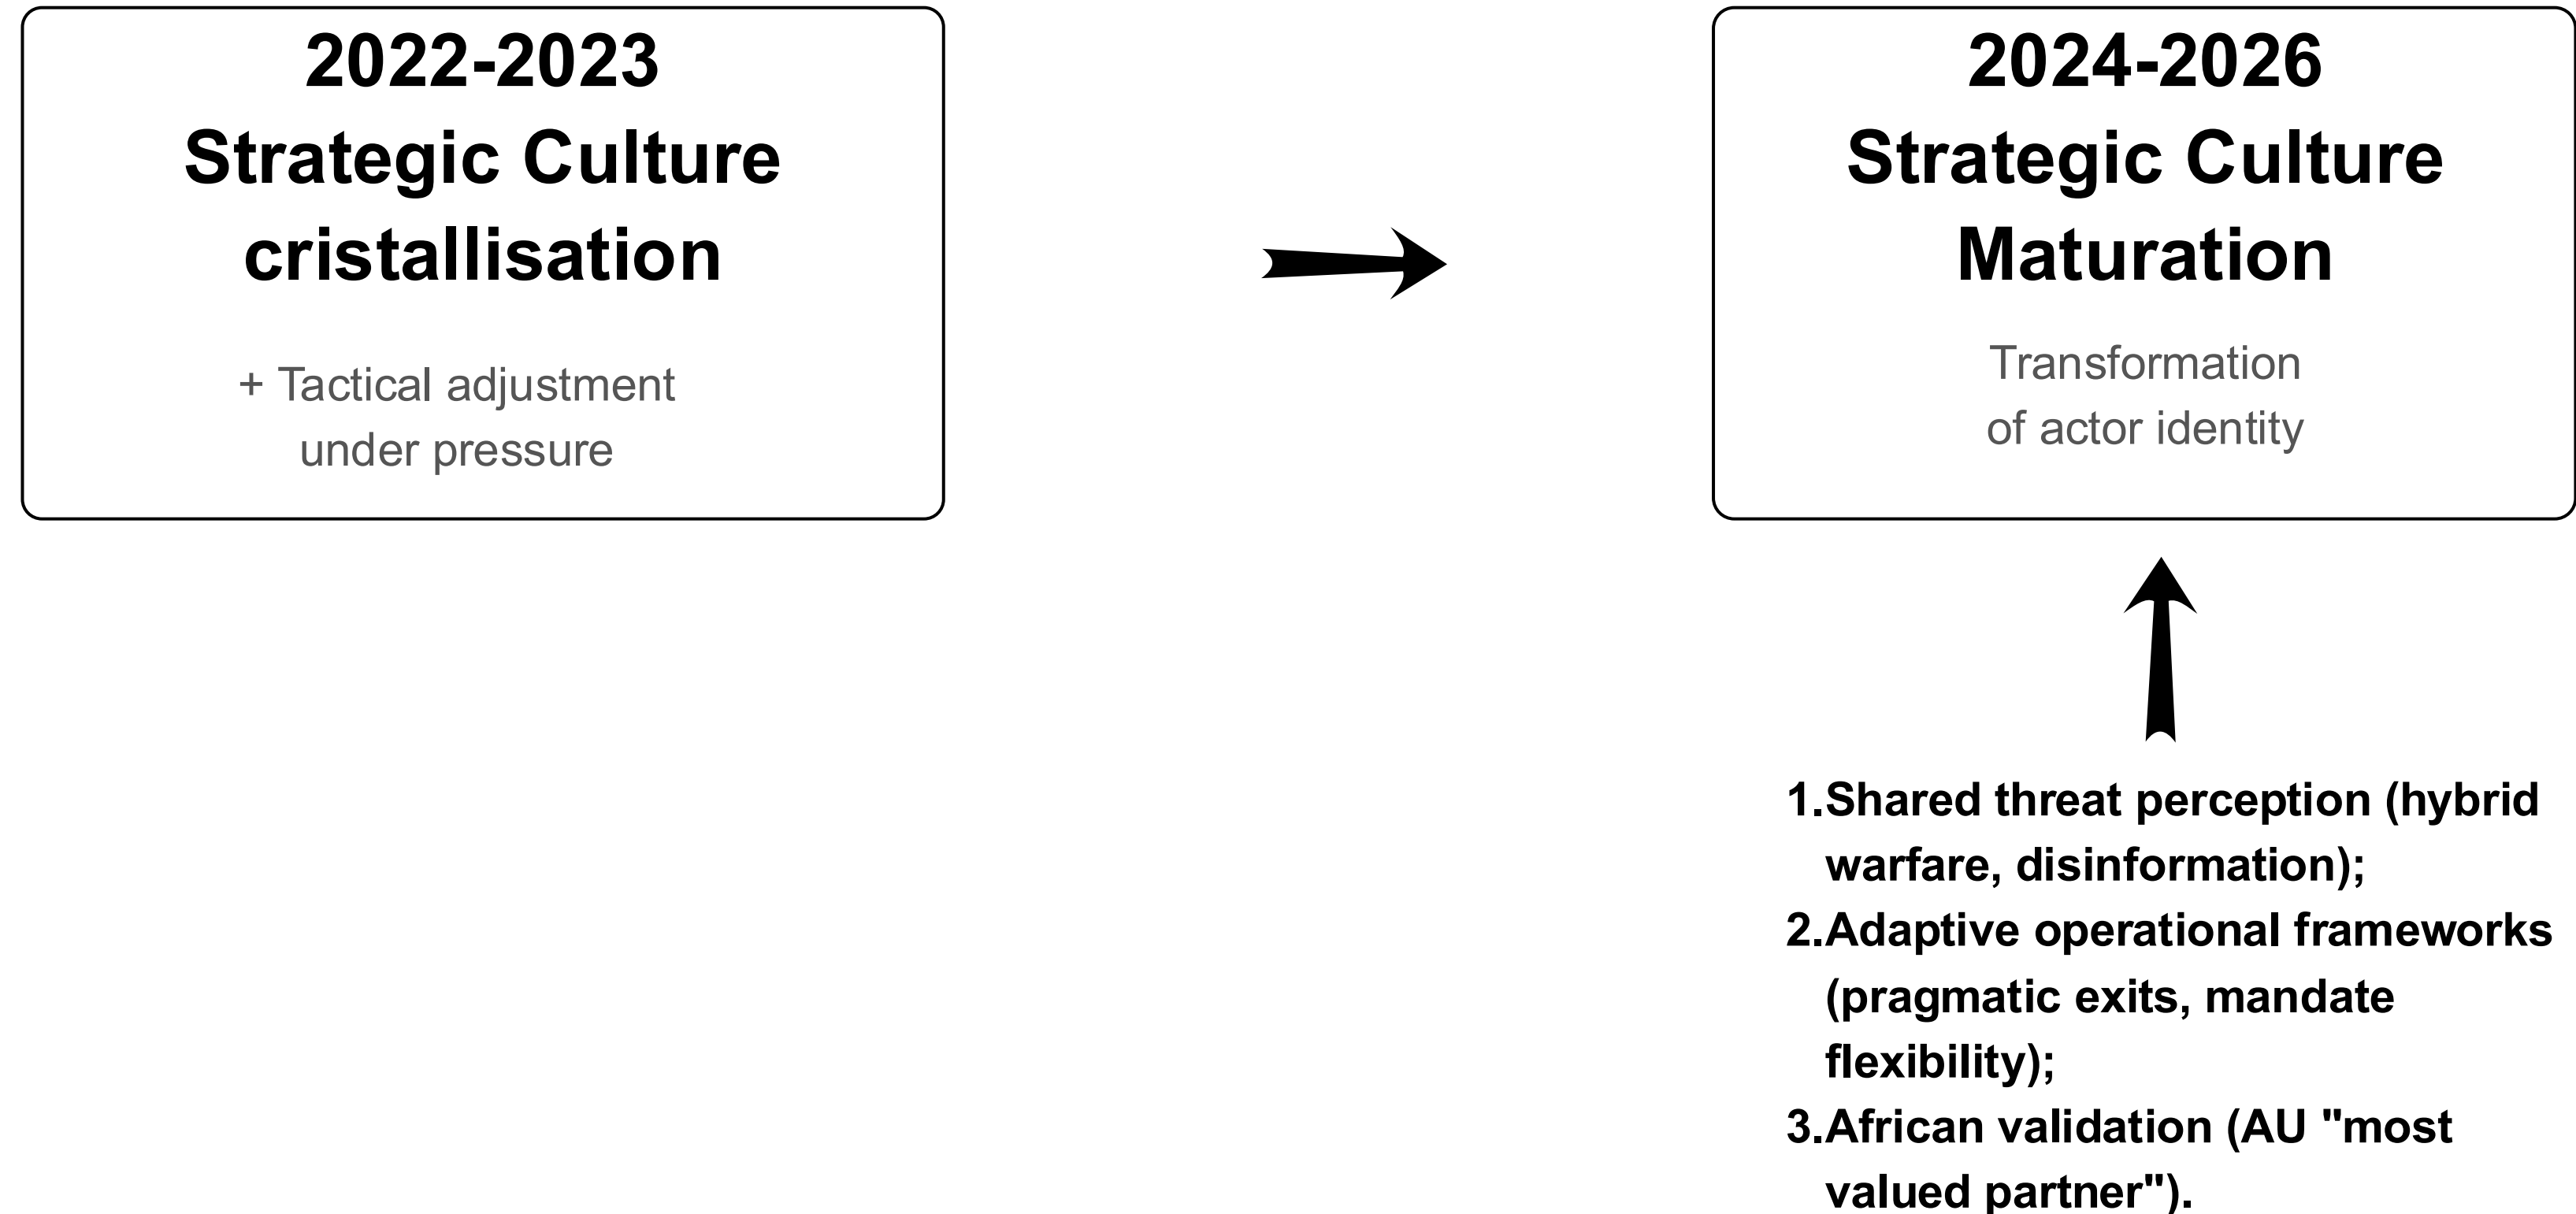 2022-2023
Strategic Culture
cristallisation
+ Tactical adjustment
under pressure
2024-2026
Strategic Culture
Maturation
Transformation
of actor identity
1.Shared threat perception (hybrid
warfare, disinformation);
2.Adaptive operational frameworks
(pragmatic exits, mandate
flexibility);
3.African validation (AU "most
valued partner").